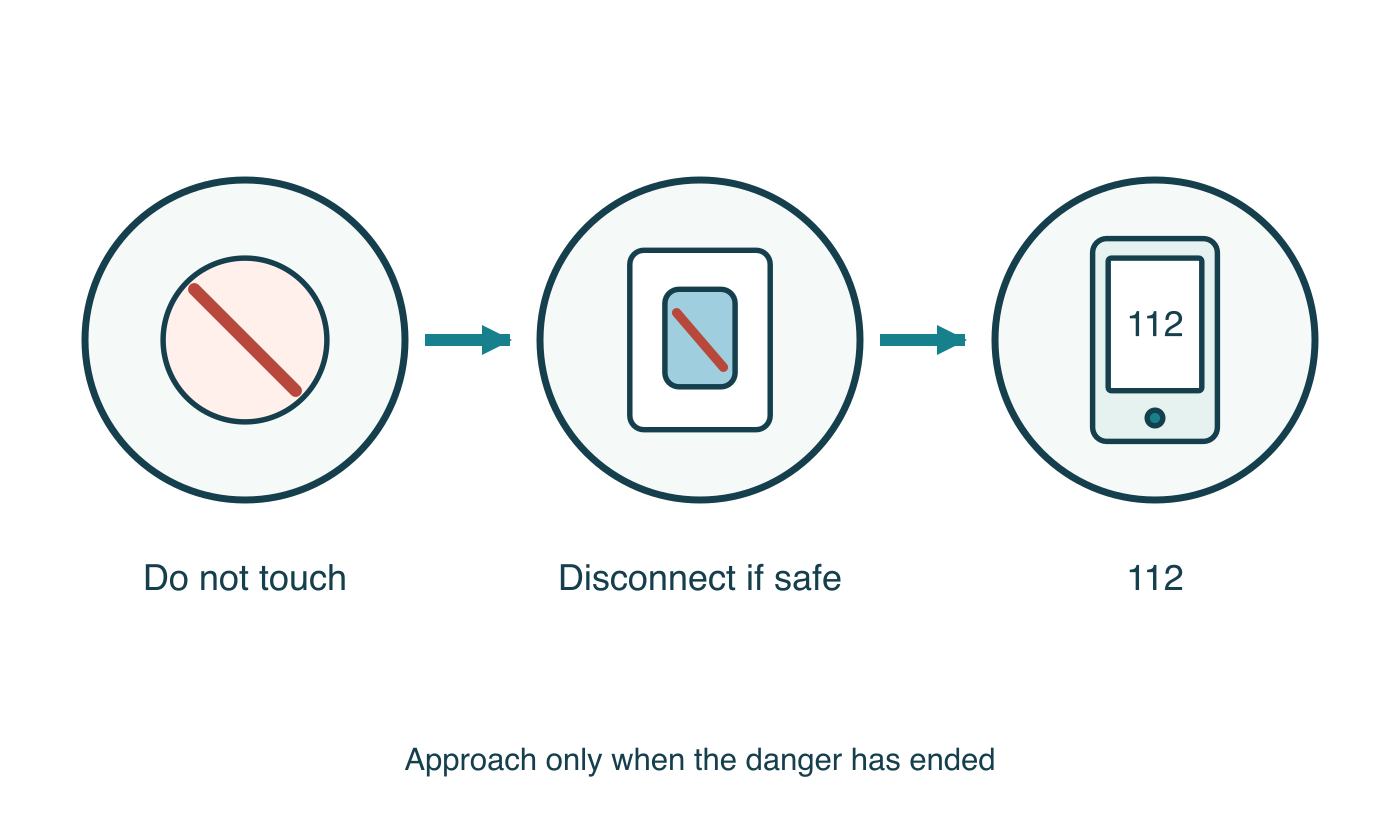 112
Do not touch
Disconnect if safe
112
Approach only when the danger has ended